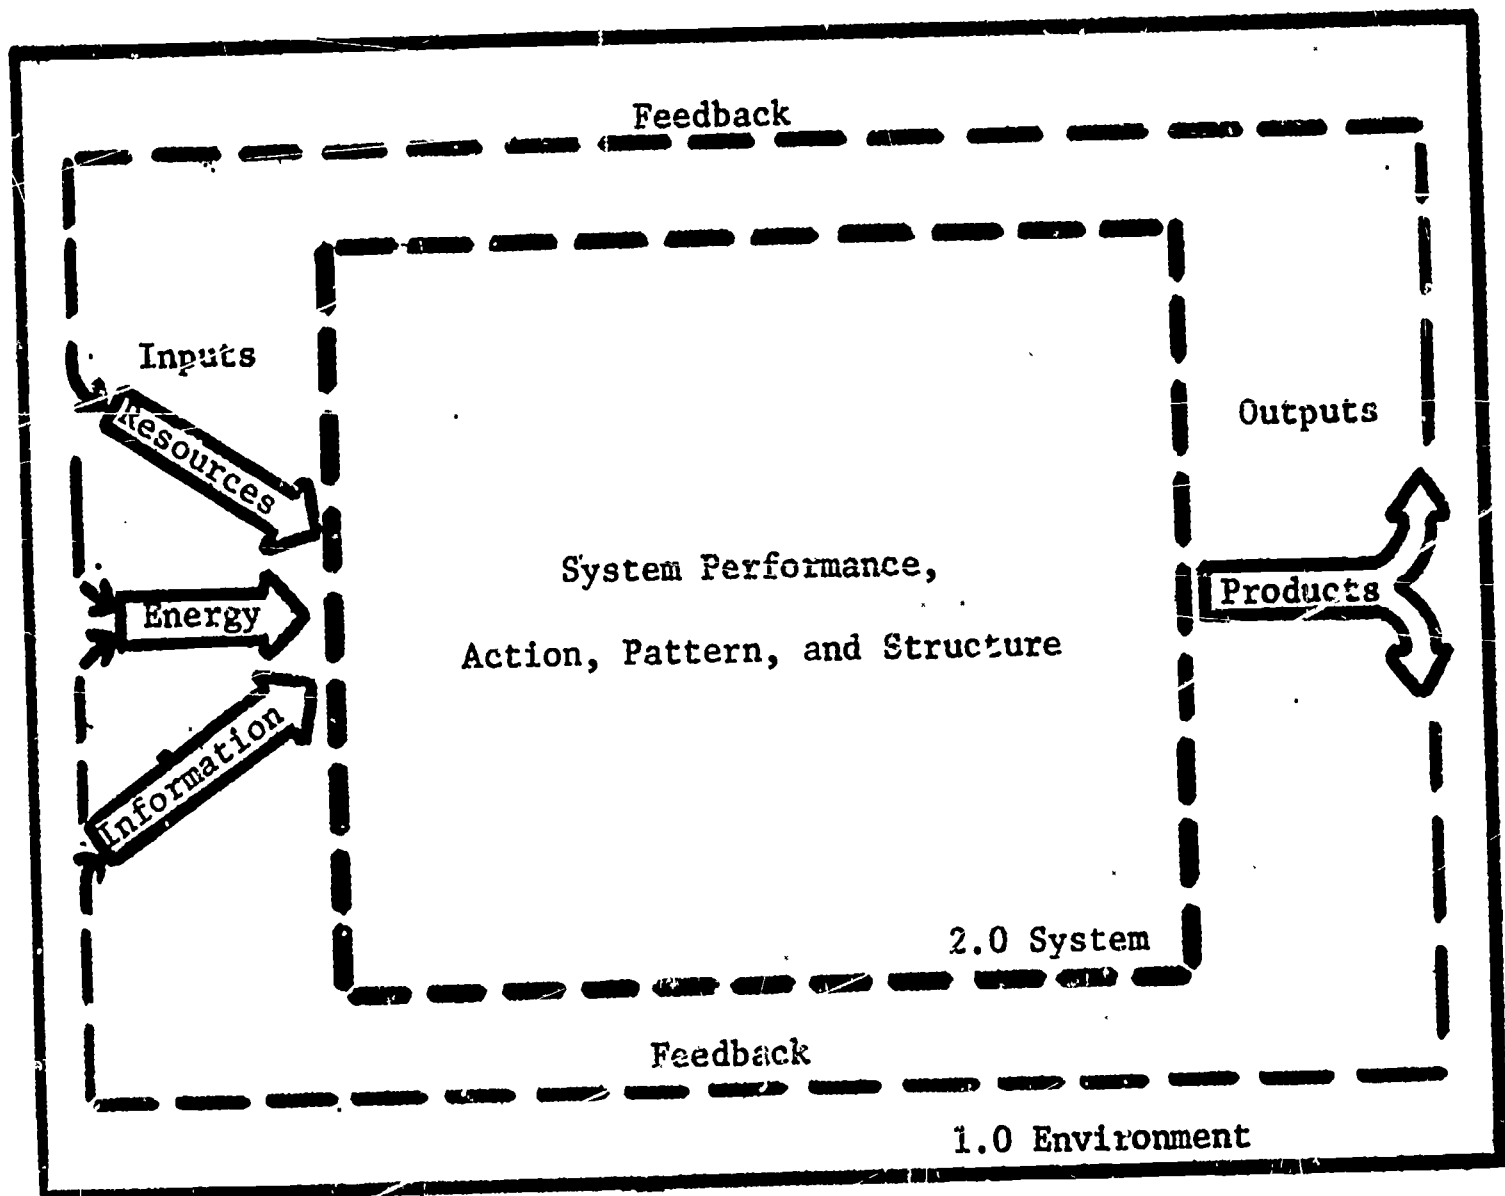 Feedback
Inputs
Resources
Energy
Information
System Performance,
Action, Pattern, and Structure
Outputs
Products
2.0 System
Feedback
1.0 Environment